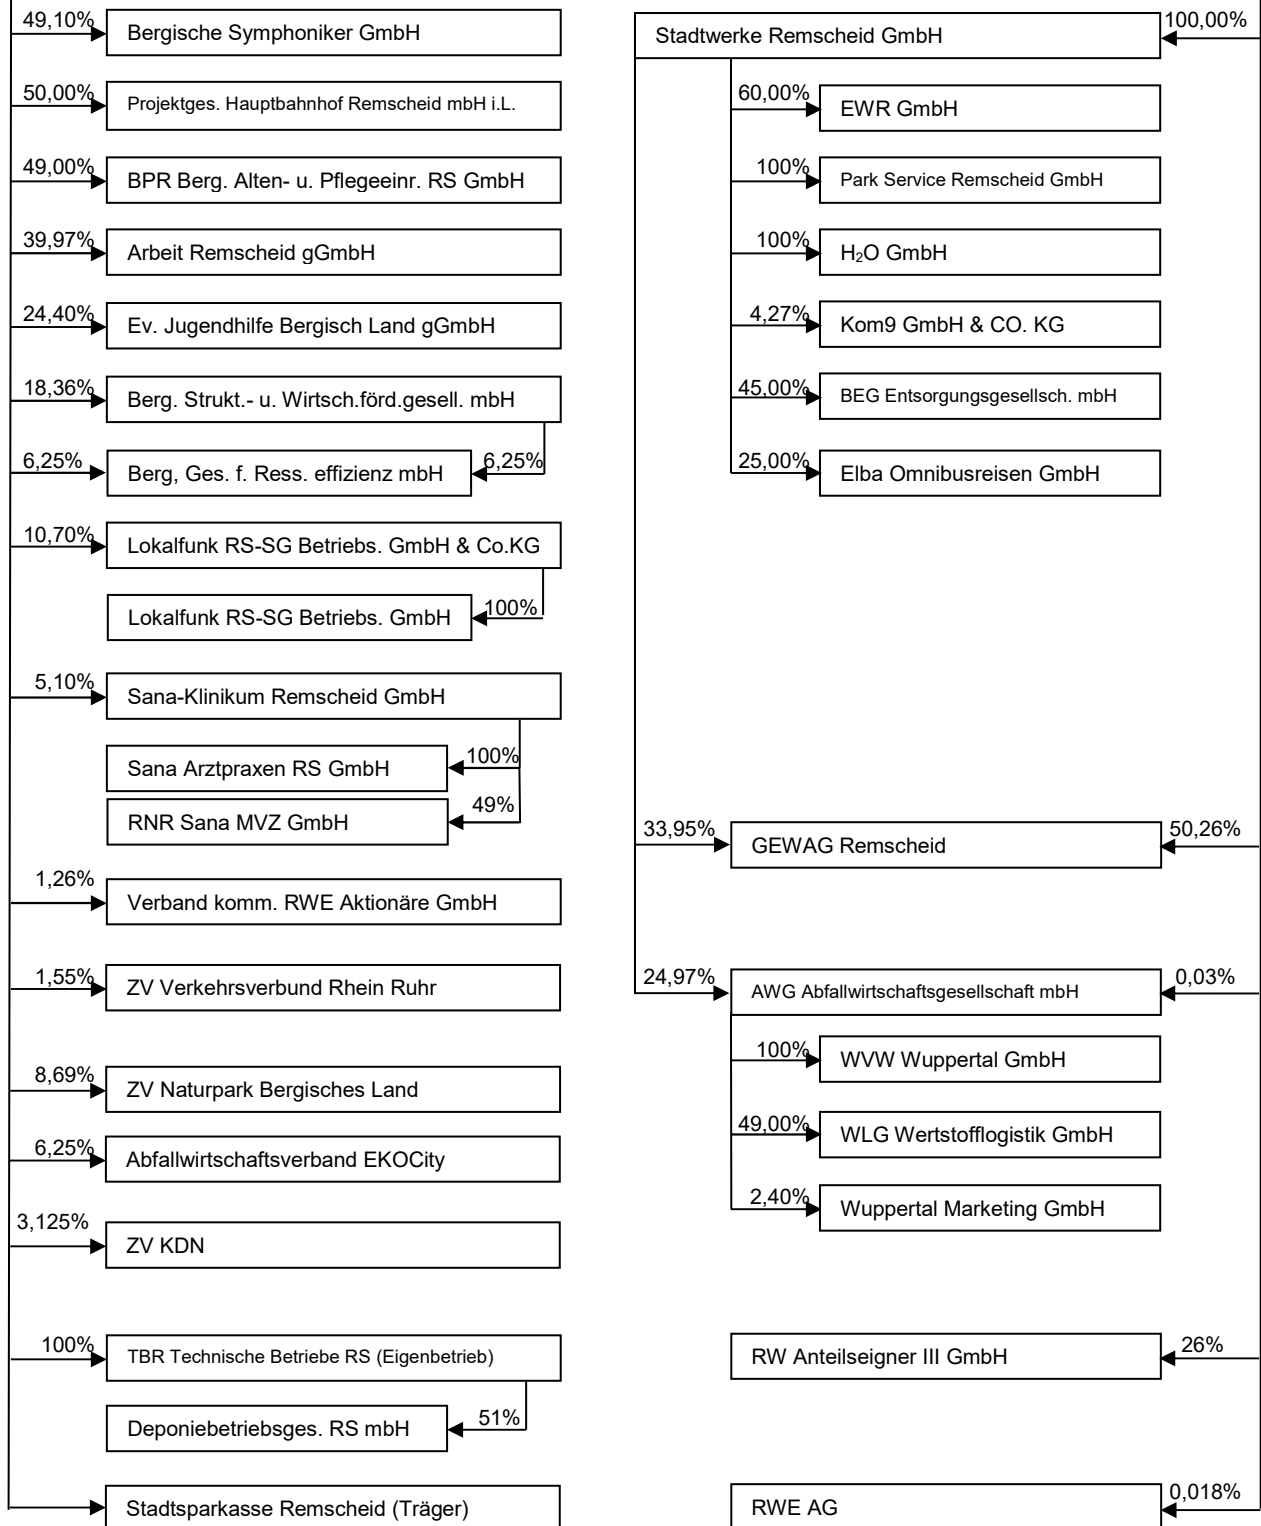 49,10%
Bergische Symphoniker GmbH
50,00%
Projektges. Hauptbahnhof Remscheid mbH i.L.
49,00%
BPR Berg. Alten- u. Pflegeeinr. RS GmbH
39,97%
Arbeit Remscheid gGmbH
24,40%
Ev. Jugendhilfe Bergisch Land gGmbH
18,36%
Berg. Strukt.- u. Wirtsch.förd.gesell. mbH
6,25%
Berg, Ges. f. Ress. effizienz mbH
6,25%
10,70%
Lokalfunk RS-SG Betriebs. GmbH & Co.KG
Lokalfunk RS-SG Betriebs. GmbH
100%
5,10%
Sana-Klinikum Remscheid GmbH
Sana Arztpraxen RS GmbH
100%
RNR Sana MVZ GmbH
49%
1,26%
Verband komm. RWE Aktionäre GmbH
1,55%
ZV Verkehrsverbund Rhein Ruhr
8,69%
ZV Naturpark Bergisches Land
6,25%
Abfallwirtschaftsverband EKOCity
3,125%
ZV KDN
100%
TBR Technische Betriebe RS (Eigenbetrieb)
Deponiebetriebsges. RS mbH
51%
Stadtsparkasse Remscheid (Träger)
Stadtwerke Remscheid GmbH
100,00%
60,00%
EWR GmbH
100%
Park Service Remscheid GmbH
100%
H₂O GmbH
4,27%
Kom9 GmbH & CO. KG
45,00%
BEG Entsorgungsgesellsch. mbH
25,00%
Elba Omnibusreisen GmbH
33,95%
GEWAG Remscheid
50,26%
24,97%
AWG Abfallwirtschaftsgesellschaft mbH
0,03%
100%
WVW Wuppertal GmbH
49,00%
WLG Wertstofflogistik GmbH
2,40%
Wuppertal Marketing GmbH
RW Anteilseigner III GmbH
26%
RWE AG
0,018%